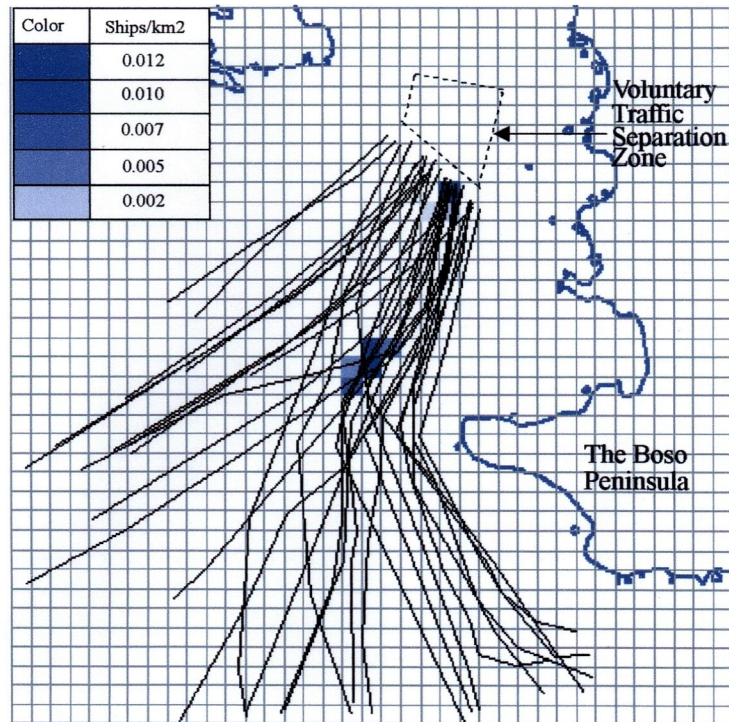 Color Ships/km2
0.012
0.010
0.007
0.005
0.002
Voluntary
Traffic
Separation
Zone
The Boso
Peninsula